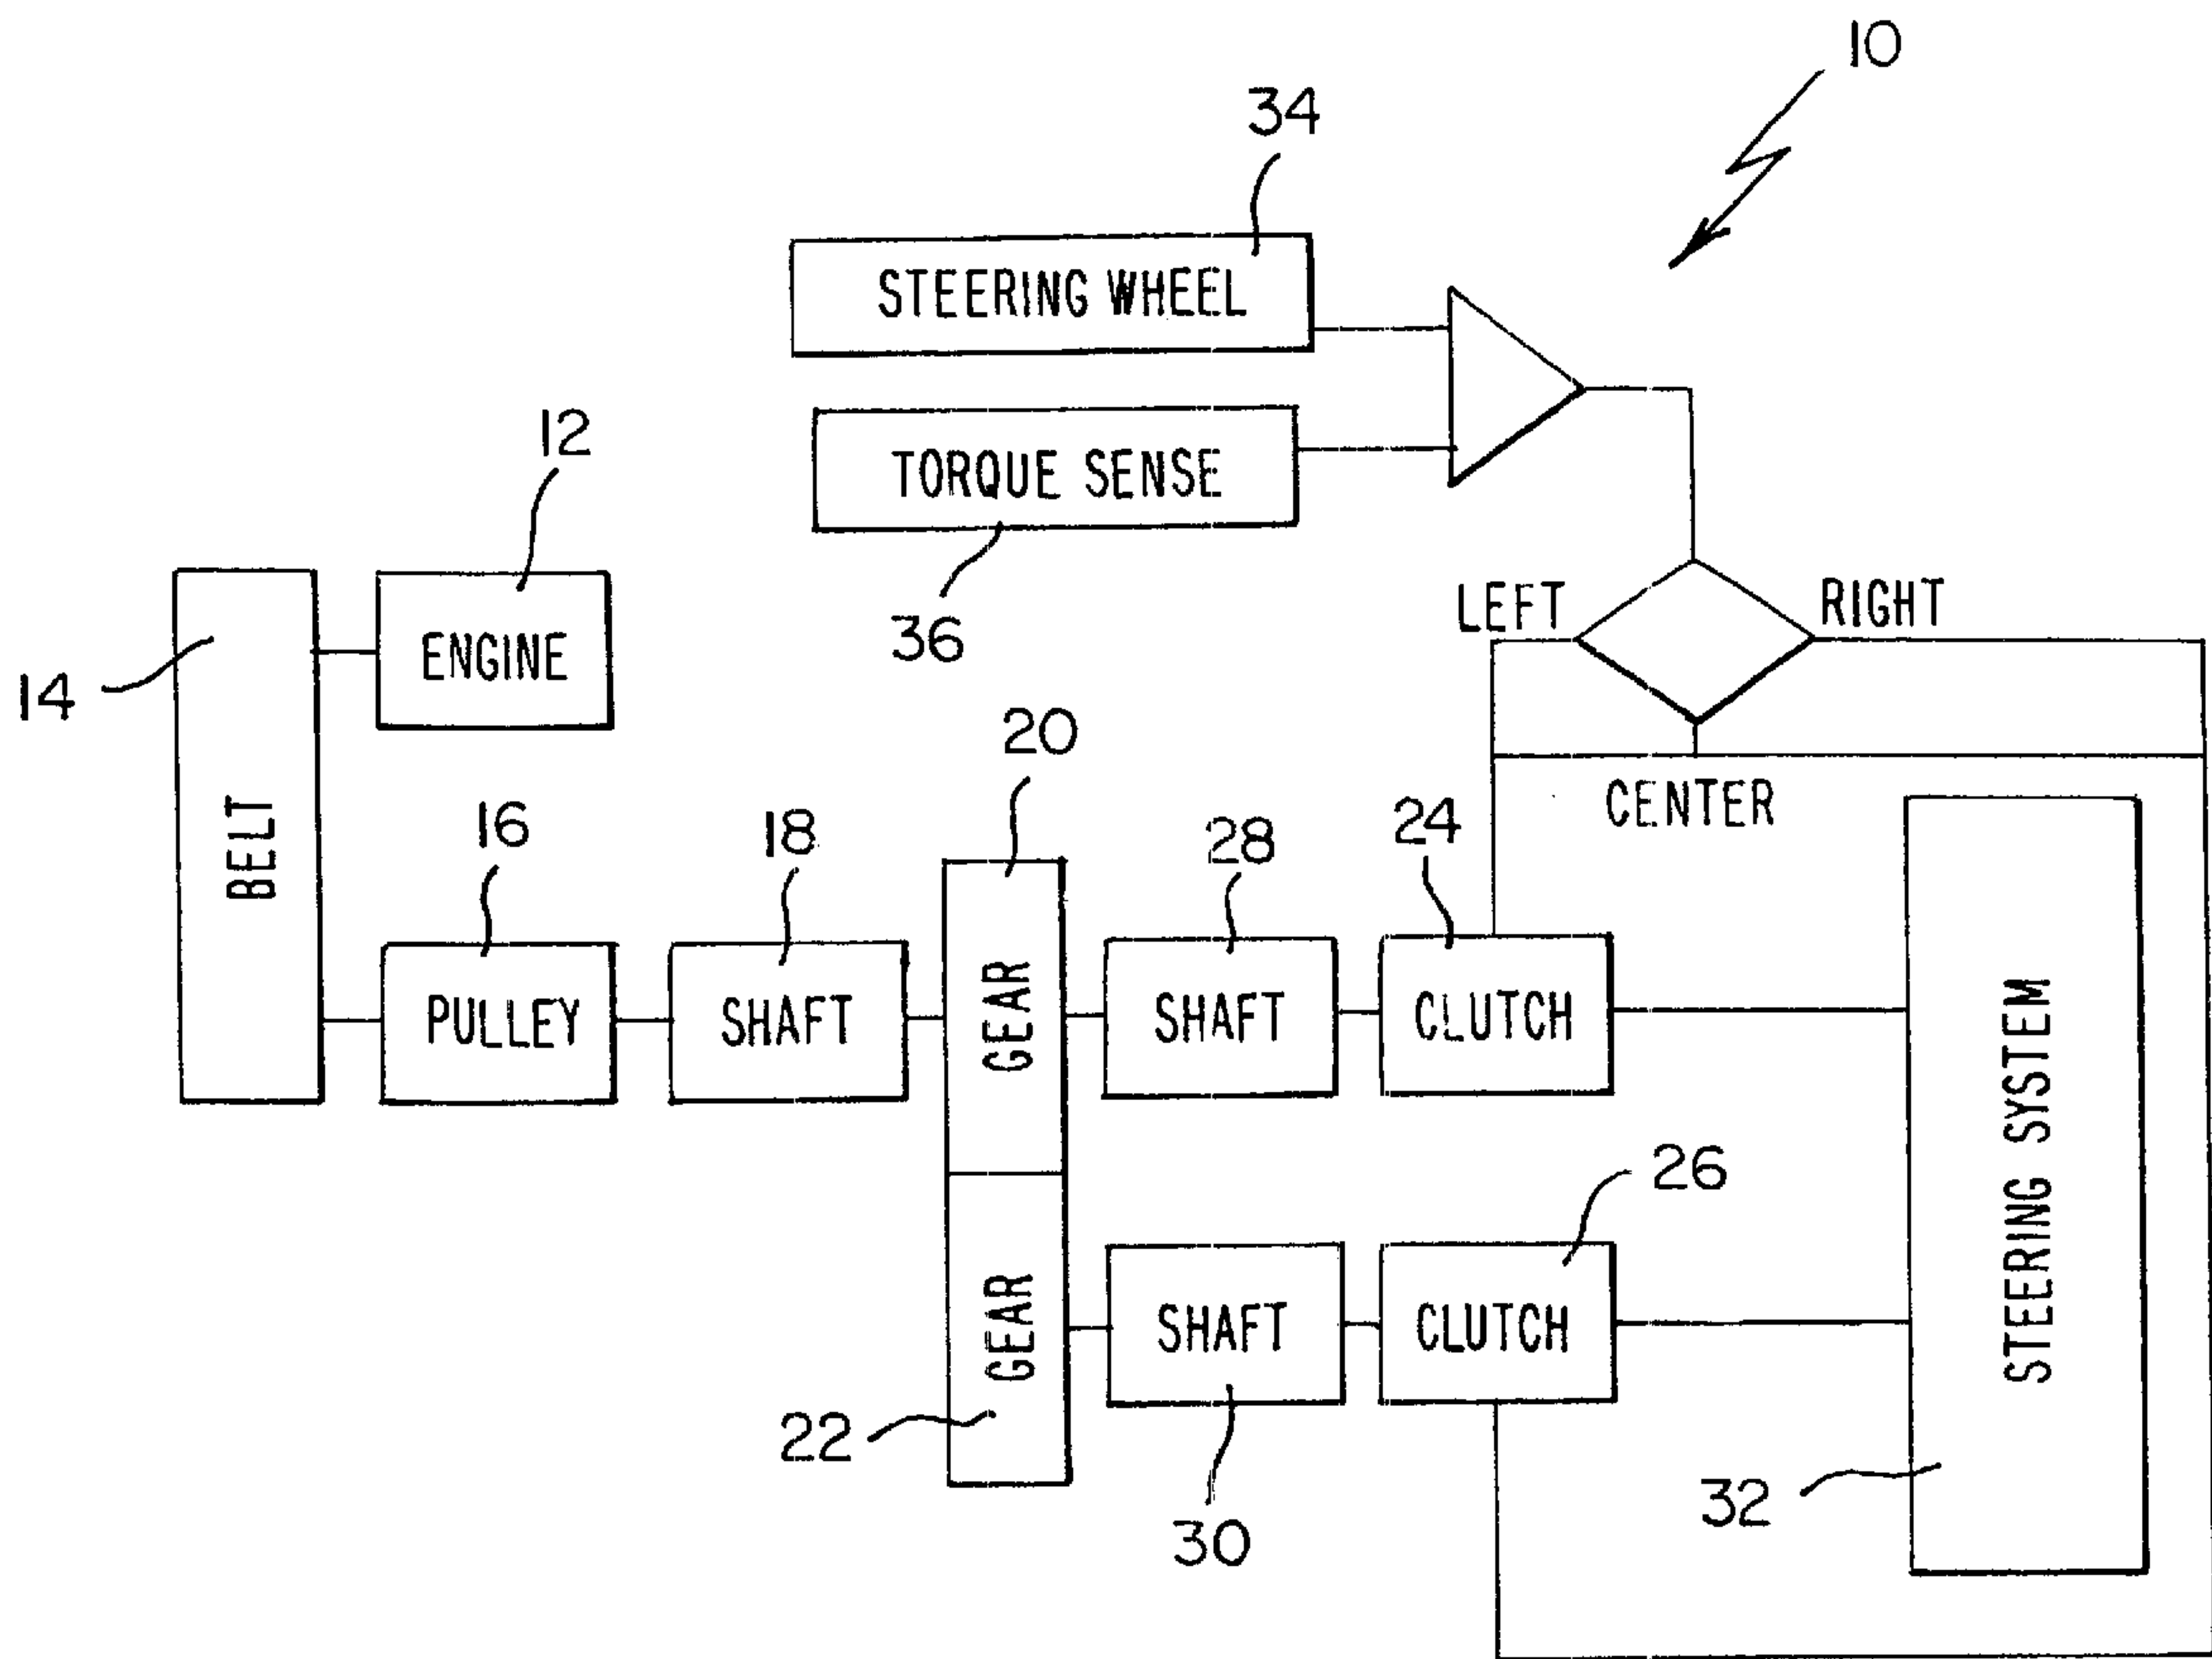 10
34
STEERING WHEEL
12
TORQUE SENSE
36
LEFT
RIGHT
ENGINE
14
20
CENTER
BELT
16
18
28
24
PULLEY
SHAFT
GEAR
SHAFT
CLUTCH
STEERING SYSTEM
26
GEAR
SHAFT
CLUTCH
22
30
32